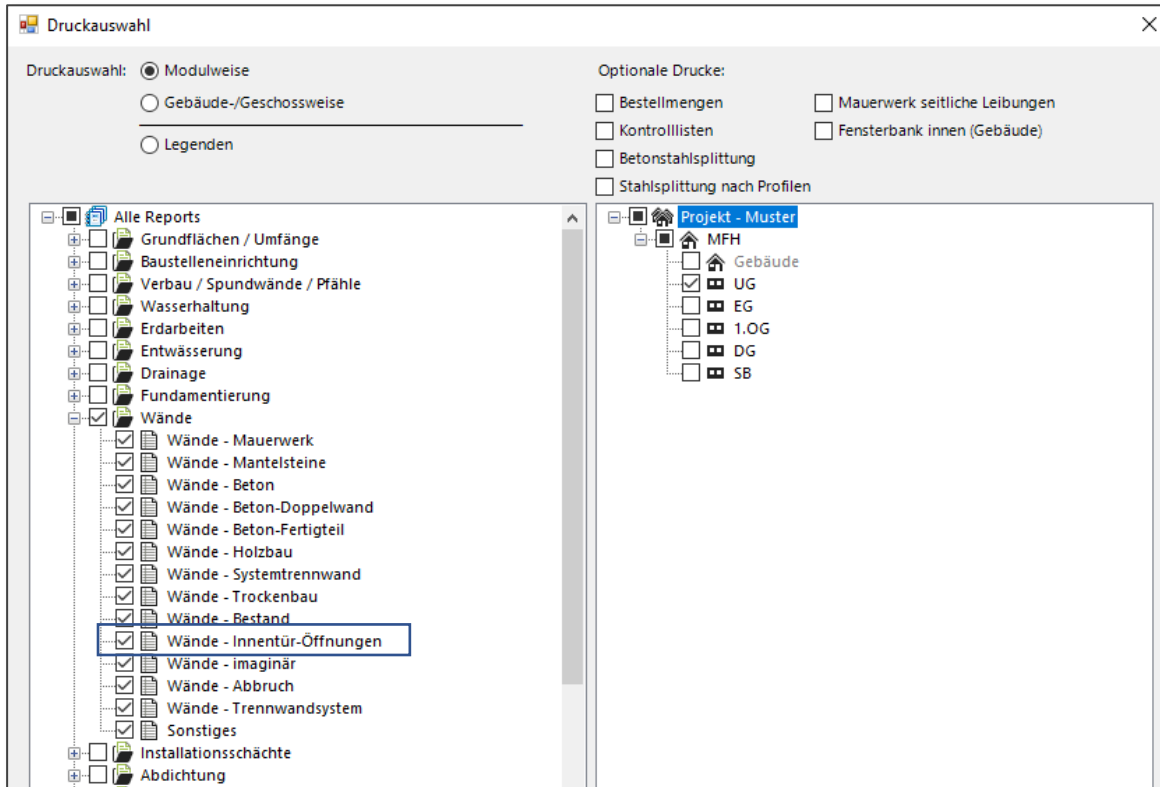 Druckauswahl
Druckauswahl: Modulweise
Gebäude-/Geschossweise
Legenden
Optionale Drucke:
Bestellmengen Mauerwerk seitliche Leibungen
Kontrolllisten Fensterbank innen (Gebäude)
Betonstahlsplittung
Stahlsplittung nach Profilen
Alle Reports
Grundflächen / Umfänge
Baustelleneinrichtung
Verbau / Spundwände / Pfähle
Wasserhaltung
Erdarbeiten
Entwässerung
Drainage
Fundamentierung
Wände
Wände - Mauerwerk
Wände - Mantelsteine
Wände - Beton
Wände - Beton-Doppelwand
Wände - Beton-Fertigteil
Wände - Holzbau
Wände - Systemtrennwand
Wände - Trockenbau
Wände - Bestand
Wände - Innentür-Öffnungen
Wände - imaginär
Wände - Abbruch
Wände - Trennwandsystem
Sonstiges
Installationsschächte
Abdichtung
Projekt - Muster
MFH
Gebäude
UG
EG
1.OG
DG
SB